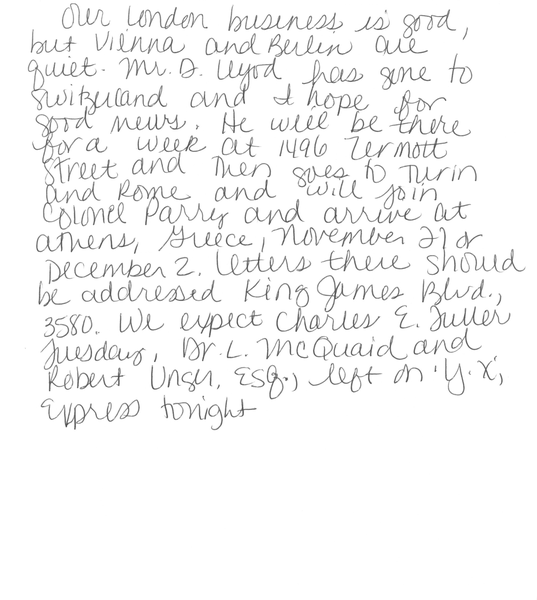 Our London business is good,
but Vienna and Berlin are
quiet. Mr. D. Lloyd has gone to
Switzerland and I hope for
good news. He will be there
for a week at 1496 Zermott
Street and then goes to Turin
and Rome and will join
Colonel Parry and arrive at
Athens, Greece, November 27 or
December 2. Letters there should
be addressed King James Blvd.,
3580. We expect Charles E. Fuller
Tuesday, Dr. L. McQuaid and
Robert Unger, Esq., left on 'Y.X,
Express tonight